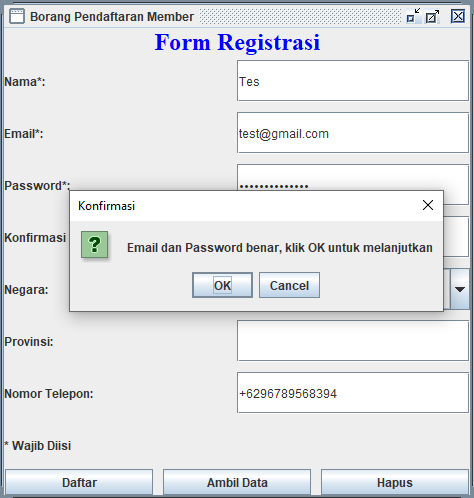 Borang Pendaftaran Member
Form Registrasi
Nama*:
Tes
Email*:
test@gmail.com
Password*:
••••••••••••••
Konfirmasi
Konfirmasi
?
Email dan Password benar, klik OK untuk melanjutkan
OK Cancel
Negara:
Provinsi:
Nomor Telepon:
+6296789568394
* Wajib Diisi
Daftar Ambil Data Hapus